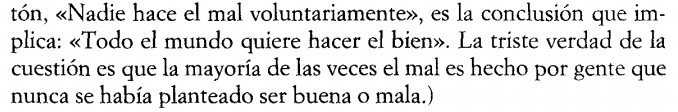 tón, «Nadie hace el mal voluntariamente», es la conclusión que im-
plica: «Todo el mundo quiere hacer el bien». La triste verdad de la
cuestión es que la mayoría de las veces el mal es hecho por gente que
nunca se había planteado ser buena o mala.)